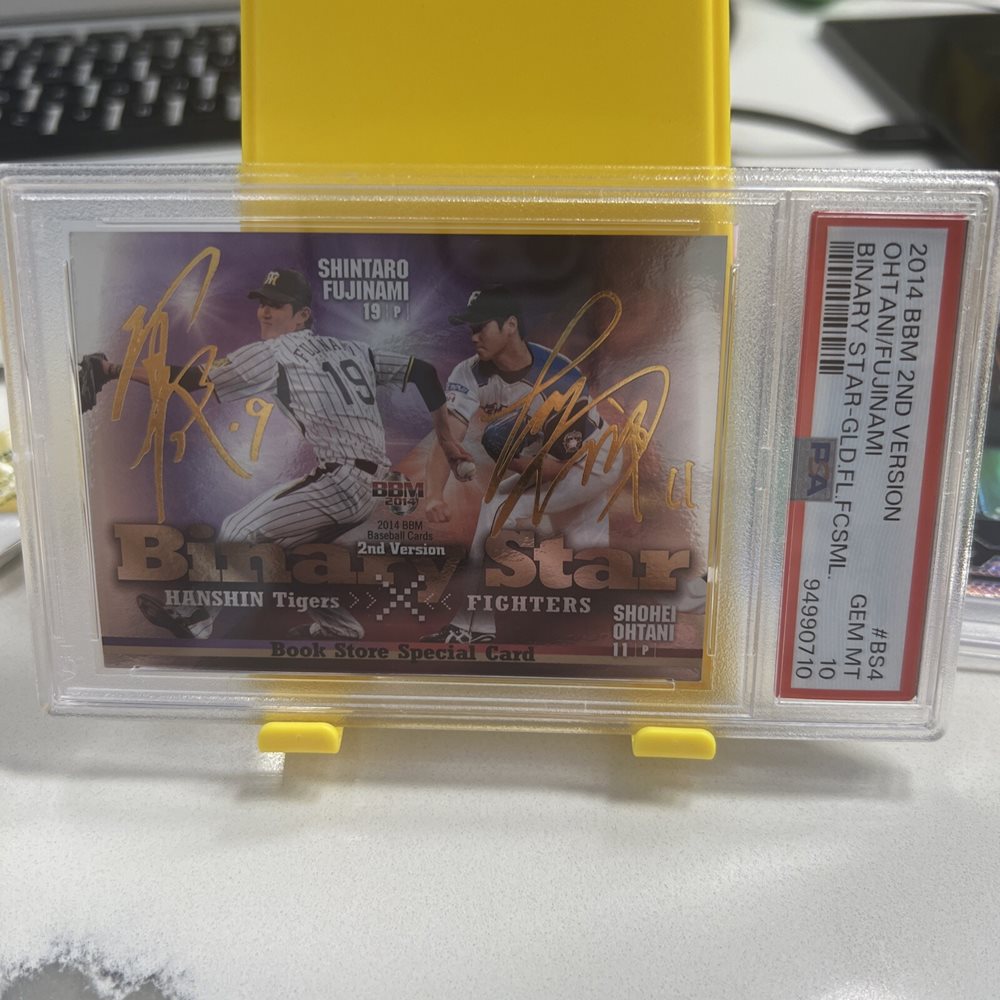 SHINTARO
FUJINAMI
19 P
FUJINAMI
19
BBM
2014
2014 BBM
Baseball Cards
2nd Version
Binary Star
HANSHIN Tigers
FIGHTERS
SHOHEI
OHTANI
11 P
Book Store Special Card
2014 BBM 2ND VERSION
OHTANI/FUJINAMI
BINARY STAR-GLD.FL.FCSML.
#BS4
GEM MT
10
94990710
PSA